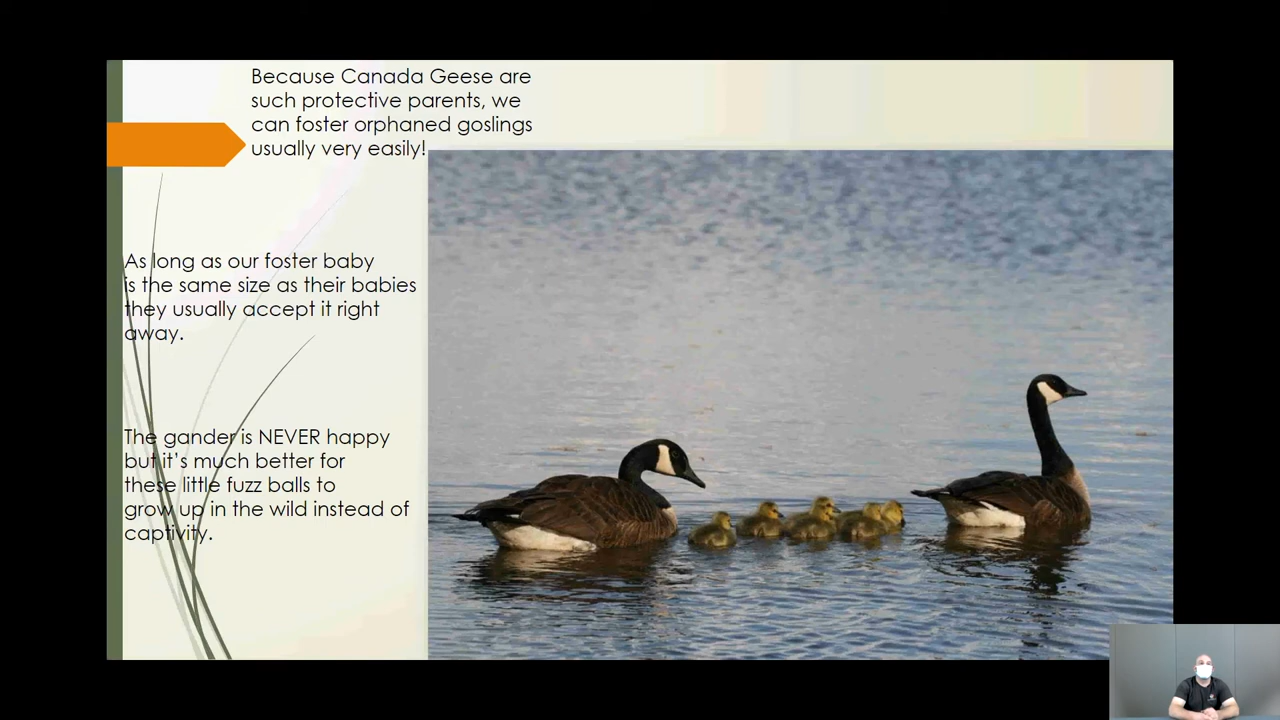 Because Canada Geese are
such protective parents, we
can foster orphaned goslings
usually very easily!
As long as our foster baby
is the same size as their babies
they usually accept it right
away.
The gander is NEVER happy
but it's much better for
these little fuzz balls to
grow up in the wild instead of
captivity.